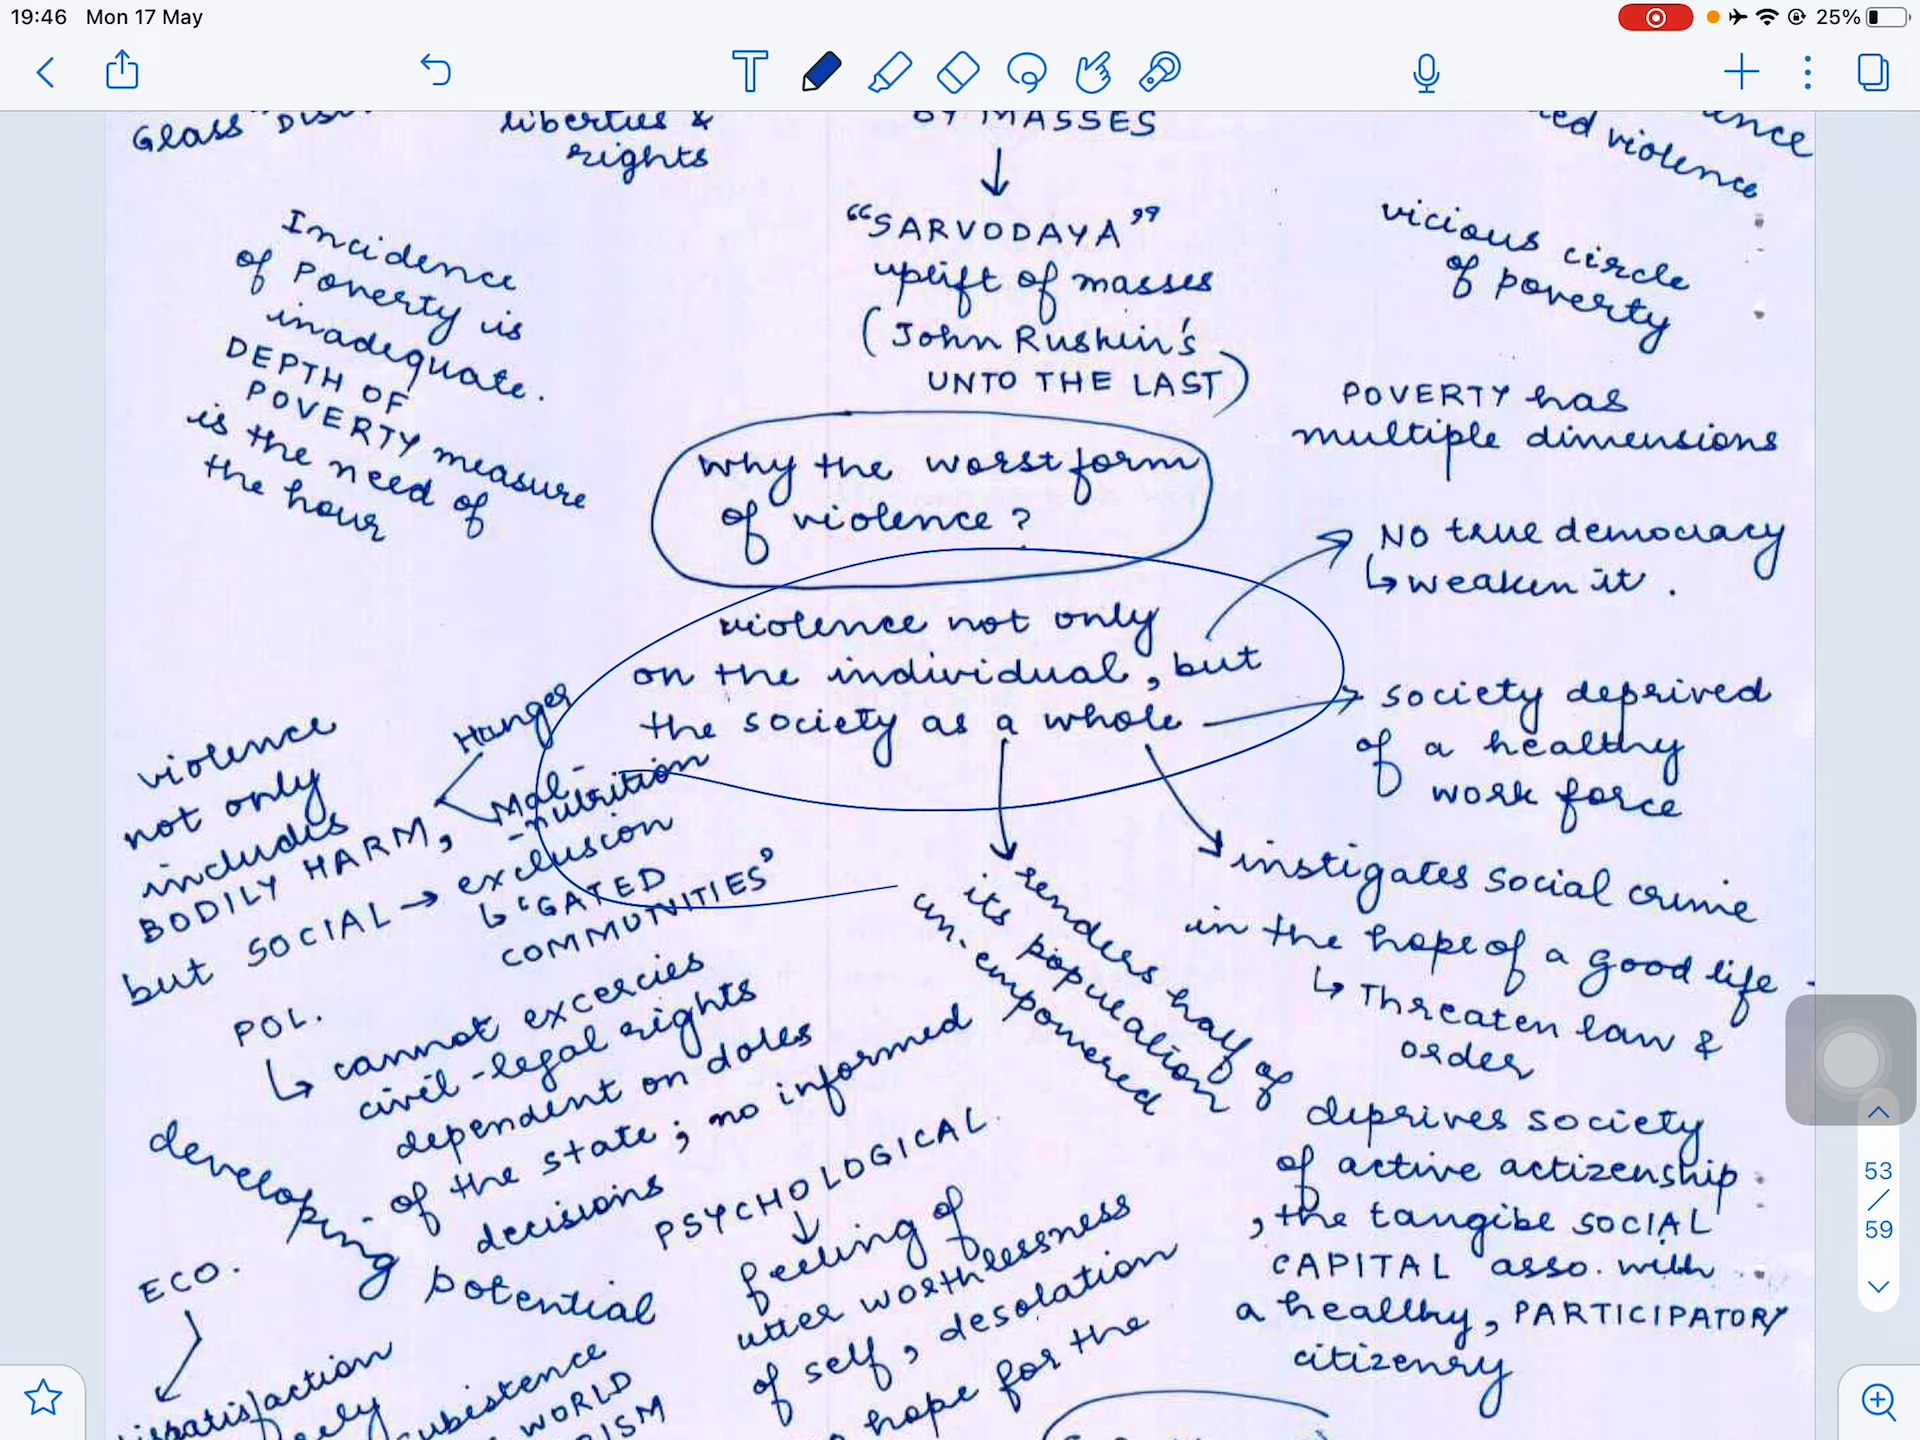 19:46 Mon 17 May
25%
Glass
liberties &
rights
BY MASSES
↓
"SARVODAYA"
uplift of masses
(John Ruskin's
UNTO THE LAST)
violence
vicious circle
of poverty
POVERTY has
multiple dimensions
Incidence
of Poverty is
inadequate.
DEPTH OF
POVERTY measure
is the need of
the hour
why the worst form
of violence?
violence not only
on the individual, but
the society as a whole
→ No true democracy
↳ weaken it.
→ society deprived
of a healthy
work force
→ instigates social crime
in the hope of a good life
↳ Threaten law &
order
→ renders half of
its population
un-empowered
deprives society
of active actizenship
, the tangibe SOCIAL
CAPITAL asso. with
a healthy, PARTICIPATORY
citizenry
violence
not only
includes
BODILY HARM,
Hunger
Mal-
-nutrition
but SOCIAL → exclusion
↳ 'GATED
COMMUNITIES'
POL.
↳ cannot excercies
civil-legal rights
dependent on doles
of the state; no informed
decisions
developing
potential
PSYCHOLOGICAL
↓
feeling of
utter worthlessness
of self, desolation
hope for the
ECO.
WORLD
53
/
59